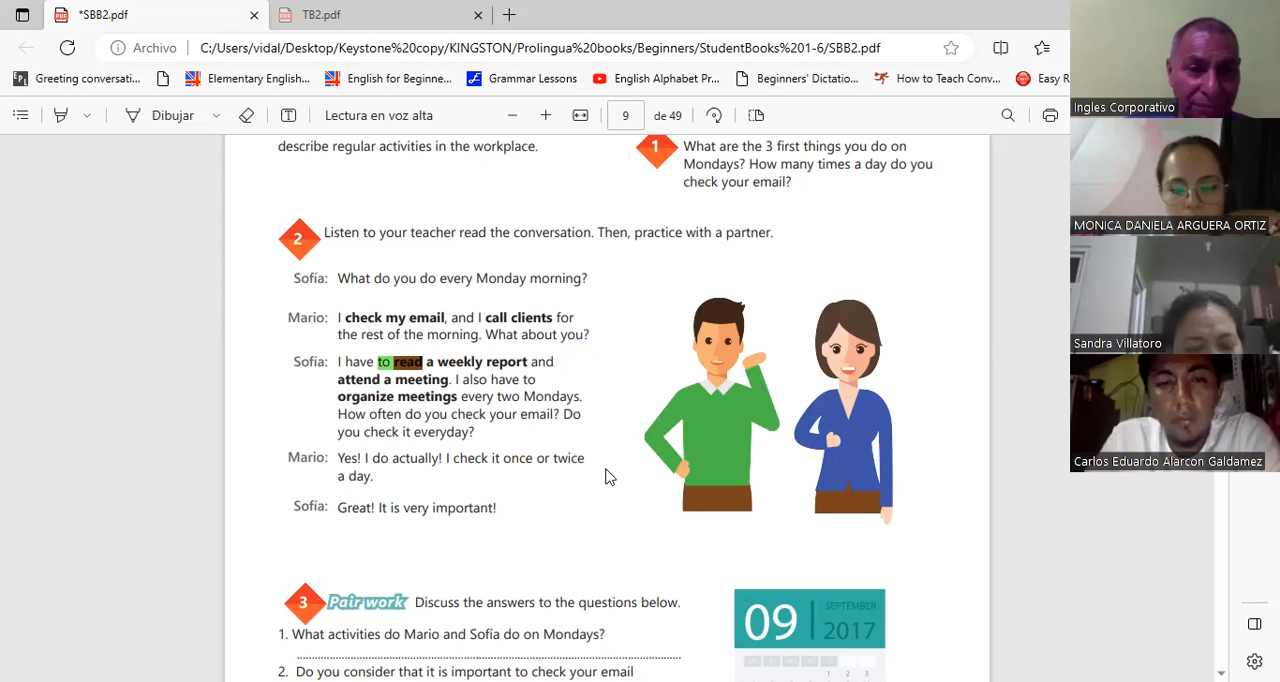 *SBB2.pdf
TB2.pdf
Archivo
C:/Users/vidal/Desktop/Keystone%20copy/KINGSTON/Prolingua%20books/Beginners/StudentBooks%201-6/SBB2.pdf
Greeting conversati...
Elementary English...
English for Beginne...
Grammar Lessons
English Alphabet Pr...
Beginners' Dictatio...
How to Teach Conv...
Easy R
Dibujar
Lectura en voz alta
9
de 49
describe regular activities in the workplace.
1
What are the 3 first things you do on
Mondays? How many times a day do you
check your email?
2
Listen to your teacher read the conversation. Then, practice with a partner.
Sofía: What do you do every Monday morning?
Mario: I check my email, and I call clients for
the rest of the morning. What about you?
Sofía: I have to read a weekly report and
attend a meeting. I also have to
organize meetings every two Mondays.
How often do you check your email? Do
you check it everyday?
Mario: Yes! I do actually! I check it once or twice
a day.
Sofía: Great! It is very important!
3
Pair work Discuss the answers to the questions below.
1. What activities do Mario and Sofía do on Mondays?
2. Do you consider that it is important to check your email
09
SEPTEMBER
2017
1 2 3
Ingles Corporativo
MONICA DANIELA ARGUERA ORTIZ
Sandra Villatoro
Carlos Eduardo Alarcon Galdamez